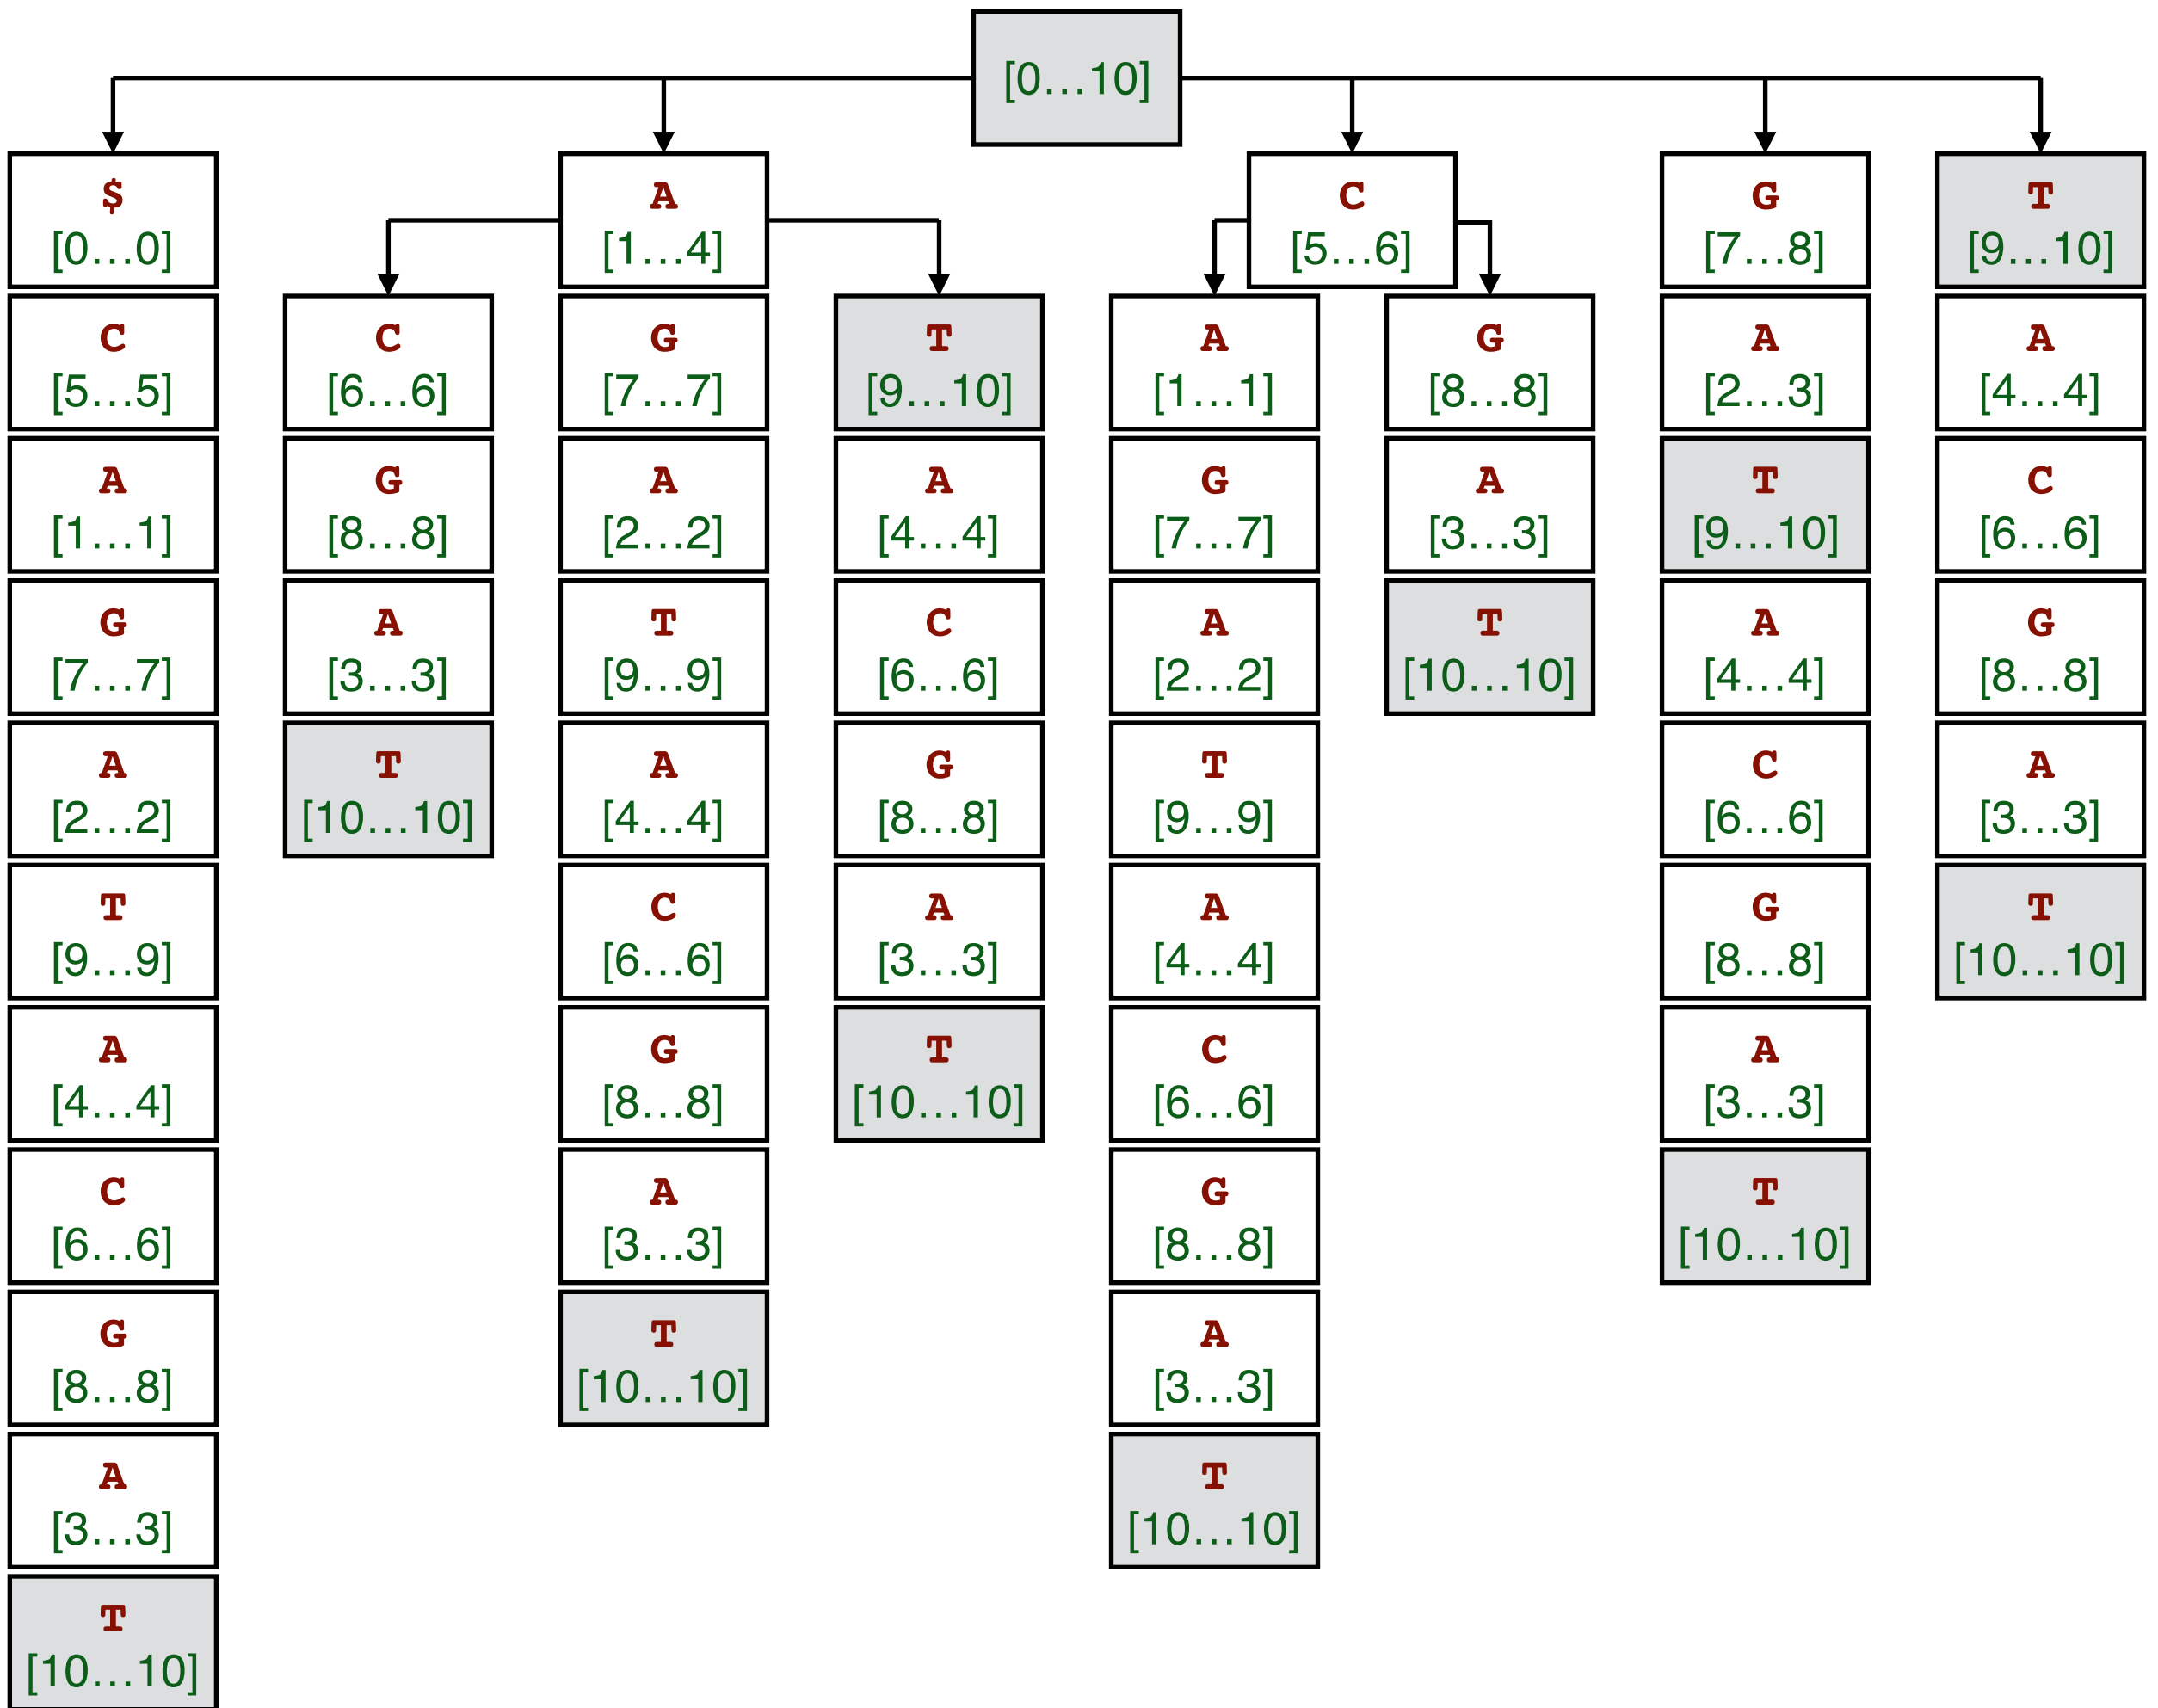 [0...10]
$
[0...0]
C
[5...5]
A
[1...1]
G
[7...7]
A
[2...2]
T
[9...9]
A
[4...4]
C
[6...6]
G
[8...8]
A
[3...3]
T
[10...10]
C
[6...6]
G
[8...8]
A
[3...3]
T
[10...10]
A
[1...4]
G
[7...7]
A
[2...2]
T
[9...9]
A
[4...4]
C
[6...6]
G
[8...8]
A
[3...3]
T
[10...10]
T
[9...10]
A
[4...4]
C
[6...6]
G
[8...8]
A
[3...3]
T
[10...10]
C
[5...6]
A
[1...1]
G
[7...7]
A
[2...2]
T
[9...9]
A
[4...4]
C
[6...6]
G
[8...8]
A
[3...3]
T
[10...10]
G
[8...8]
A
[3...3]
T
[10...10]
G
[7...8]
A
[2...3]
T
[9...10]
A
[4...4]
C
[6...6]
G
[8...8]
A
[3...3]
T
[10...10]
T
[9...10]
A
[4...4]
C
[6...6]
G
[8...8]
A
[3...3]
T
[10...10]